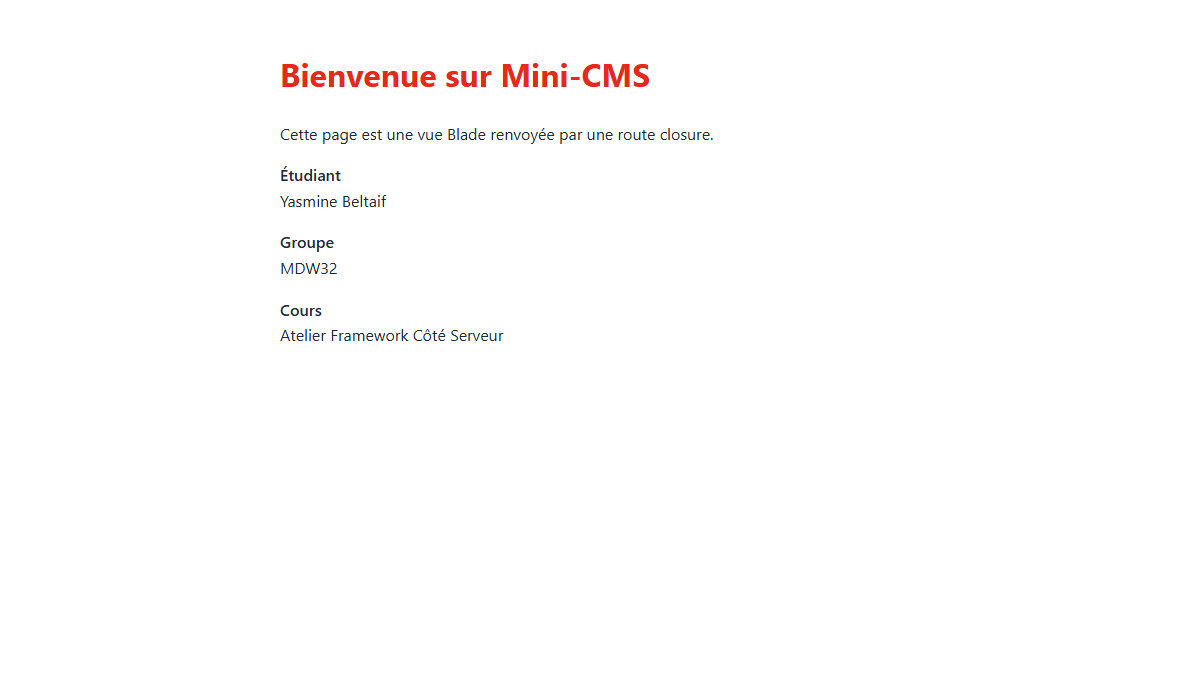 Bienvenue sur Mini-CMS
Cette page est une vue Blade renvoyée par une route closure.
Étudiant
Yasmine Beltaif
Groupe
MDW32
Cours
Atelier Framework Côté Serveur